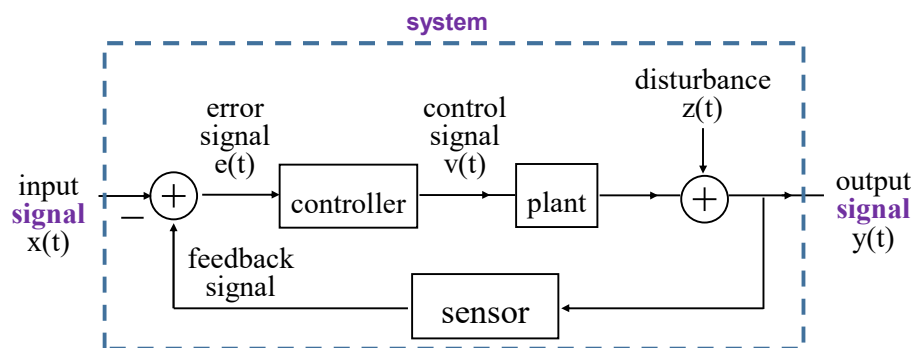 system
disturbance
z(t)
error
signal
e(t)
control
signal
v(t)
input
signal
x(t)
+
−
controller
plant
+
output
signal
y(t)
feedback
signal
sensor